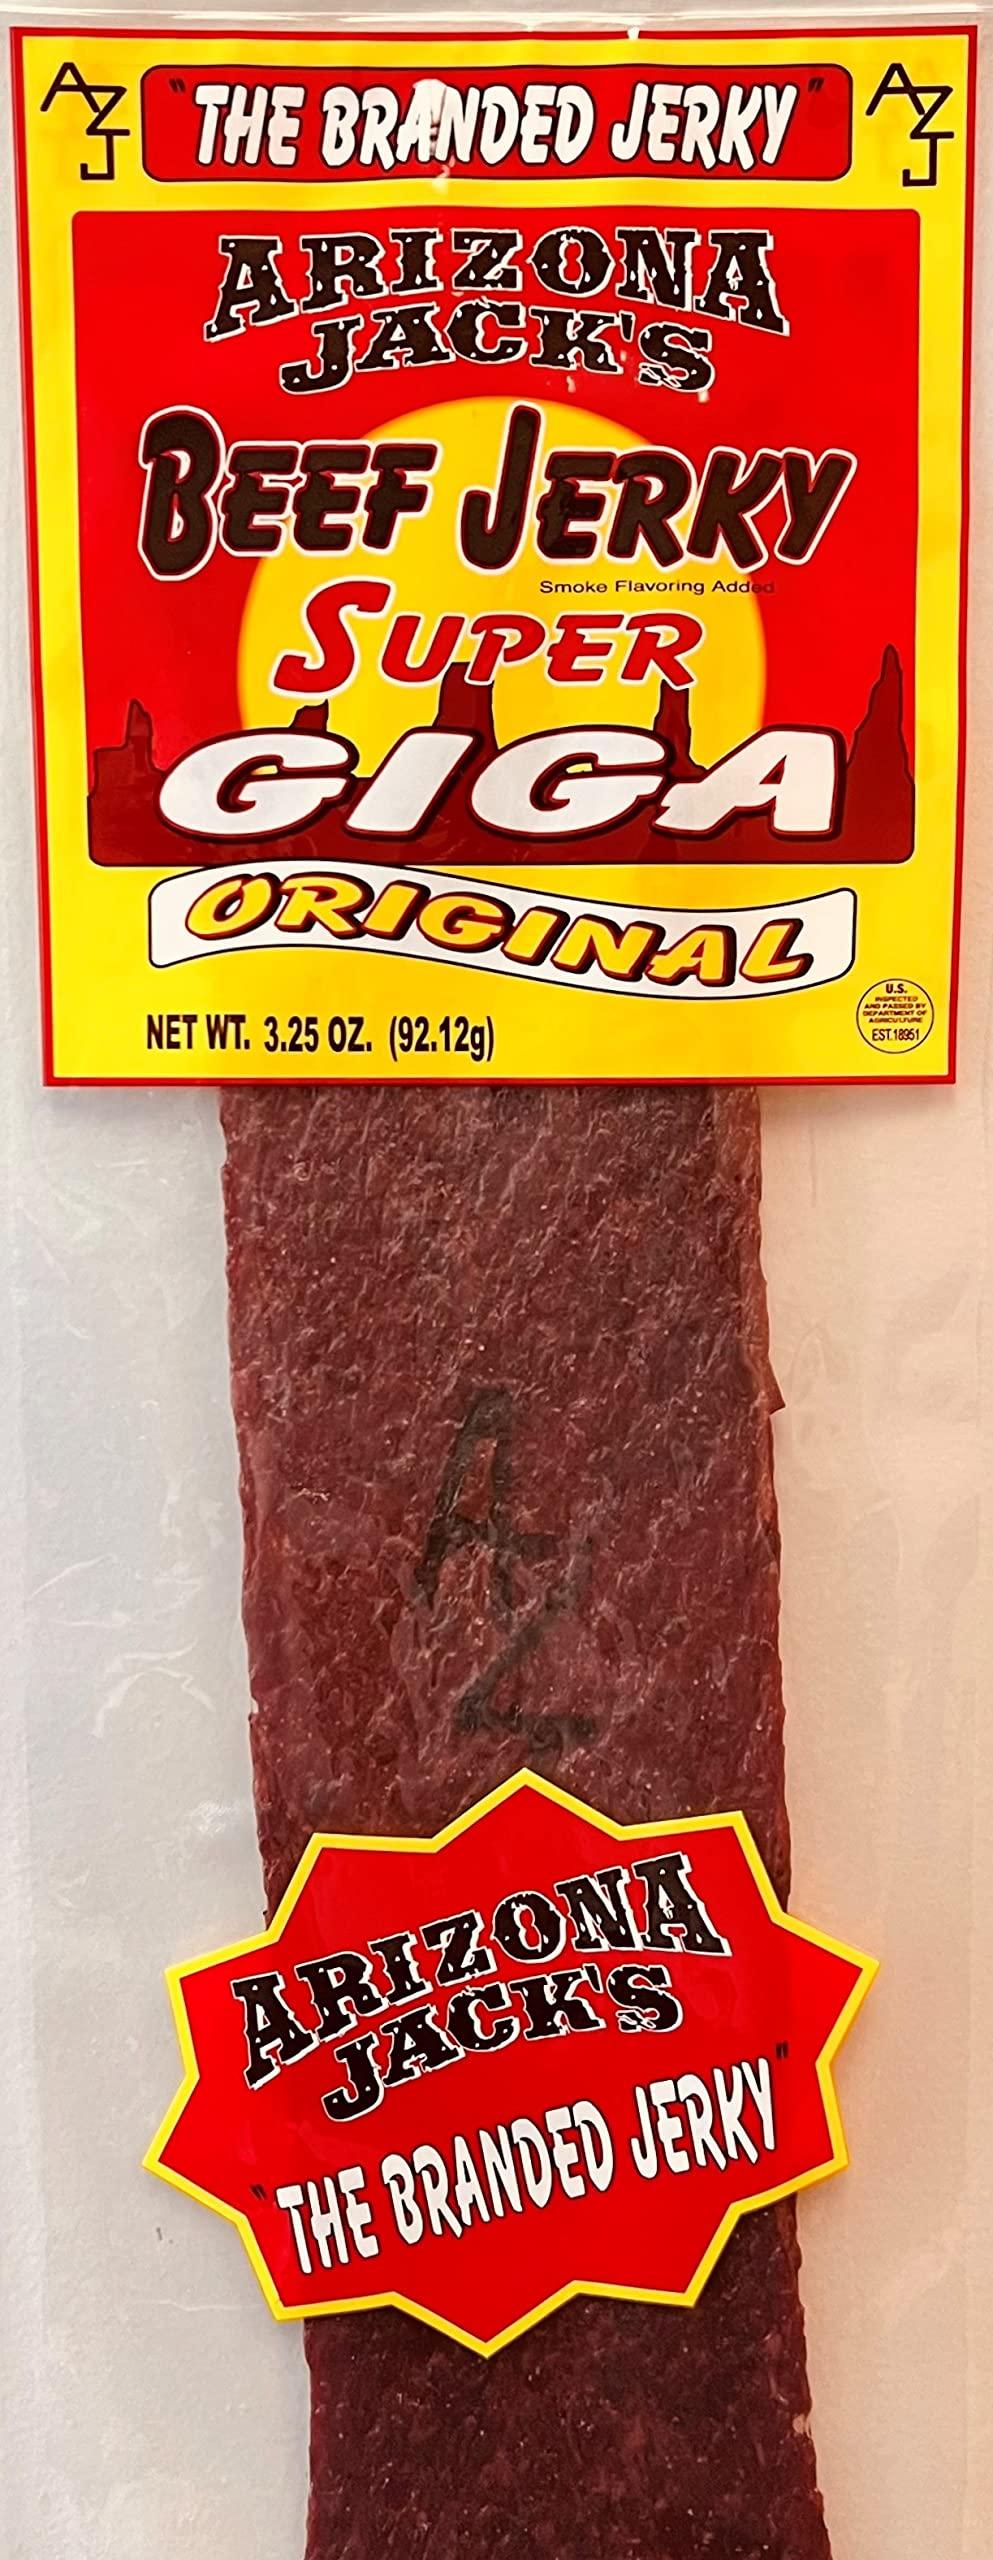 AZJ "THE BRANDED JERKY" AZJ
ARIZONA
JACK'S
BEEF JERKY
Smoke Flavoring Added
SUPER
GIGA
ORIGINAL
NET WT. 3.25 OZ. (92.12g)
U.S.
INSPECTED
AND PASSED BY
DEPARTMENT OF
AGRICULTURE
EST.18951
AZ
ARIZONA
JACK'S
"THE BRANDED JERKY"